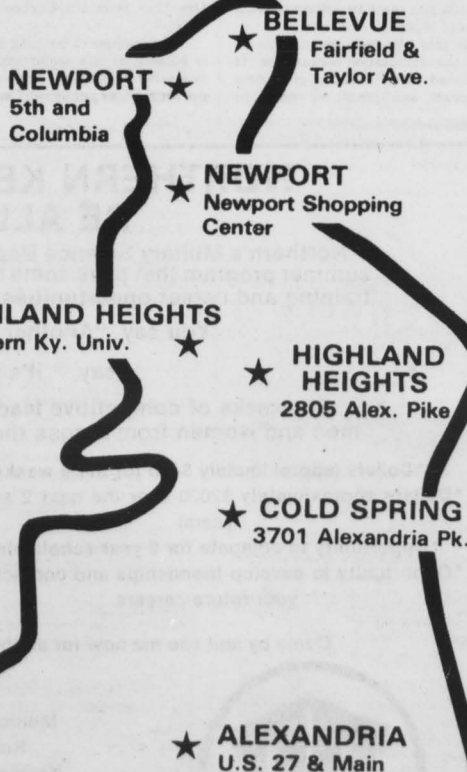 BELLEVUE
Fairfield &
Taylor Ave.
NEWPORT
5th and
Columbia
NEWPORT
Newport Shopping
Center
HLAND HEIGHTS
ern Ky. Univ.
HIGHLAND
HEIGHTS
2805 Alex. Pike
COLD SPRING
3701 Alexandria Pk.
ALEXANDRIA
U.S. 27 & Main